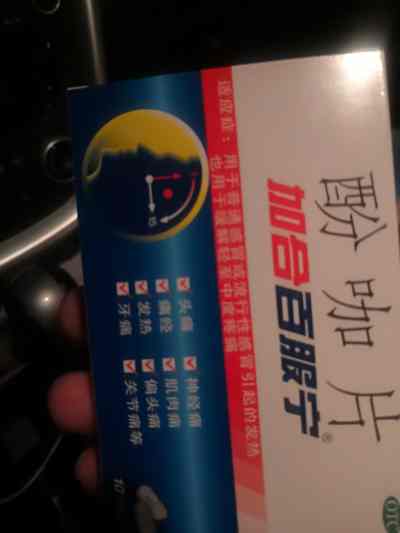 酚咖片
加合百服宁®
适应症：用于普通感冒或流行性感冒引起的发热
也用于缓解轻至中度疼痛
头痛 神经痛
痛经 肌肉痛
发热 偏头痛
牙痛 关节痛等
15
10
OTC